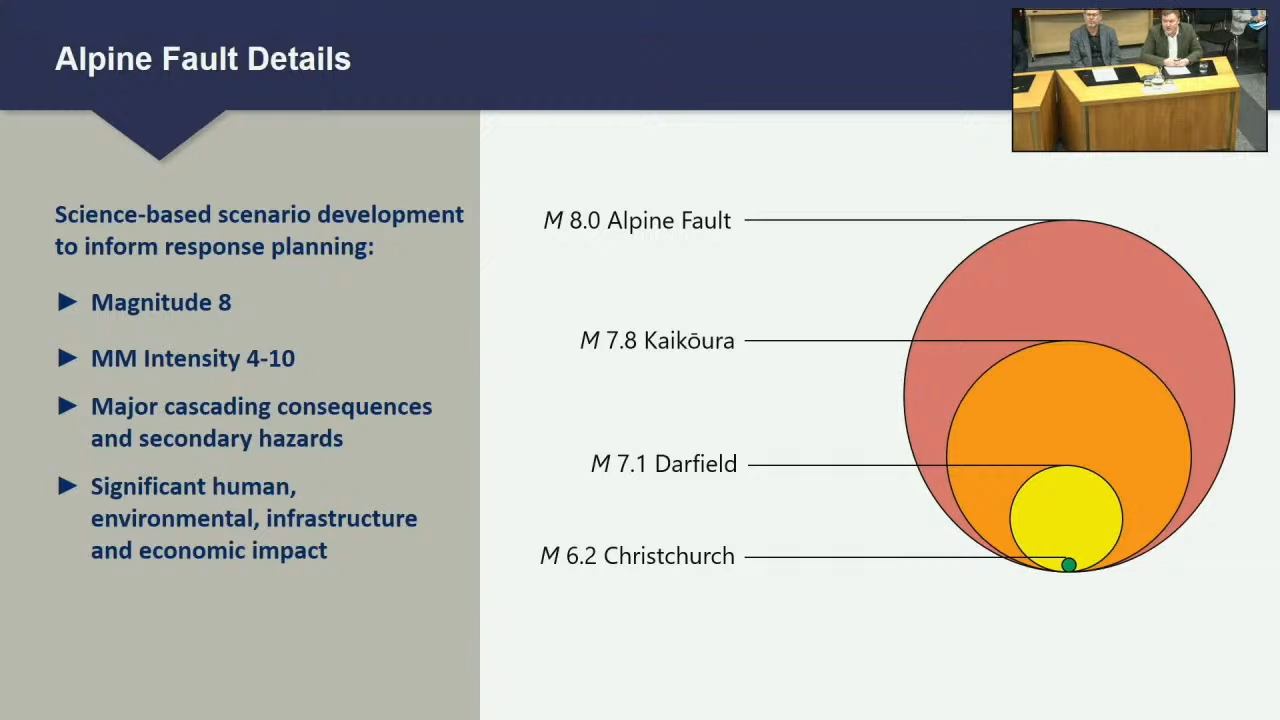 Alpine Fault Details
Science-based scenario development
to inform response planning:
Magnitude 8
MM Intensity 4-10
Major cascading consequences
and secondary hazards
Significant human,
environmental, infrastructure
and economic impact
M 8.0 Alpine Fault
M 7.8 Kaikōura
M 7.1 Darfield
M 6.2 Christchurch